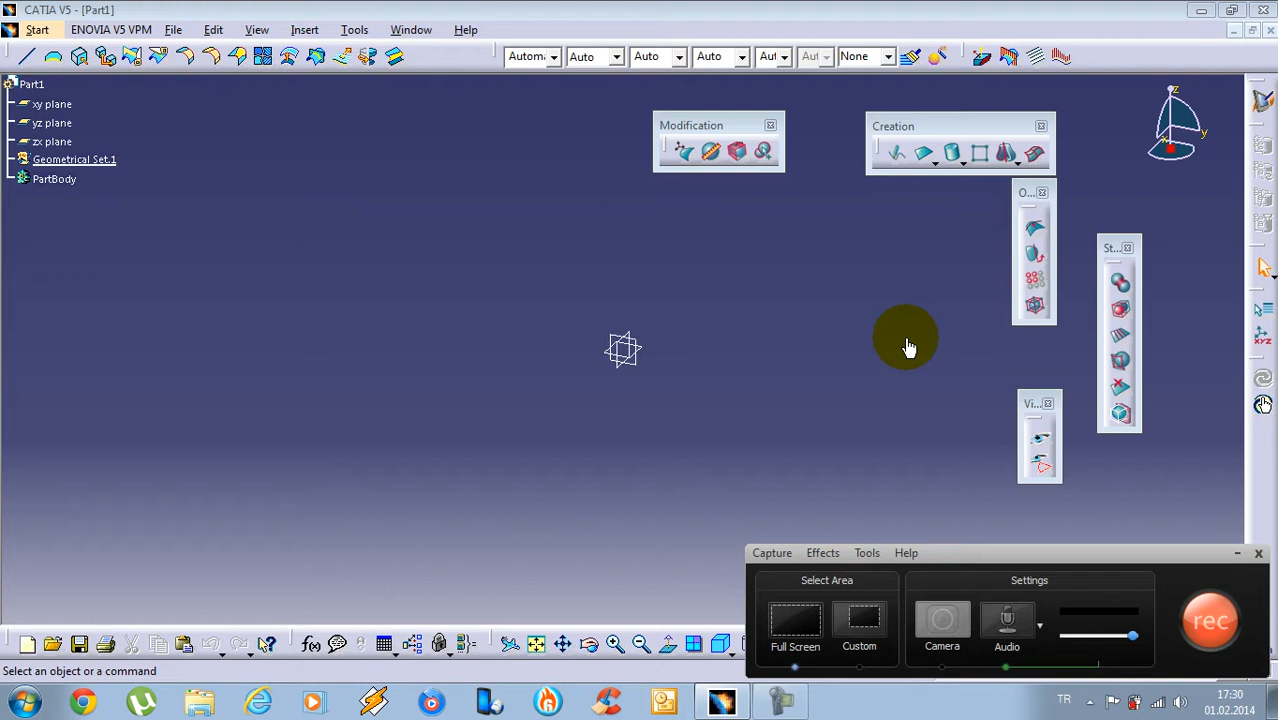 CATIA V5 - [Part1]
Start ENOVIA V5 VPM File Edit View Insert Tools Window Help
Automa Auto Auto Auto Aut Aut None
Part1
xy plane
yz plane
zx plane
Geometrical Set.1
PartBody
Modification
Creation
O...
St...
Vi...
z
y
x
XYZ
Capture Effects Tools Help
Select Area
Settings
Full Screen
Custom
Camera
Audio
rec
f(x)
Select an object or a command
TR
17:30
01.02.2014